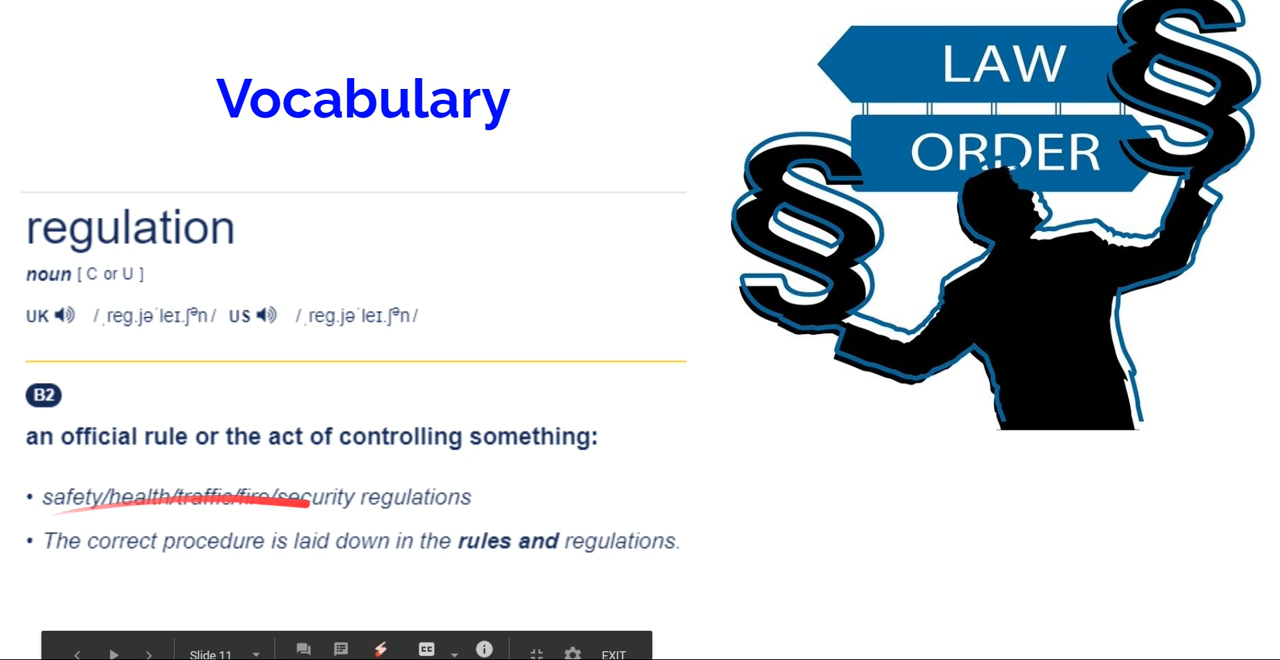 LAW
ORDER
Vocabulary
regulation
noun [ C or U ]
UK /ˌreɡ.jəˈleɪ.ʃᵊn/ US /ˌreɡ.jəˈleɪ.ʃᵊn/
B2
an official rule or the act of controlling something:
• safety/health/traffic/fire/security regulations
• The correct procedure is laid down in the rules and regulations.
Slide 11 CC EXIT